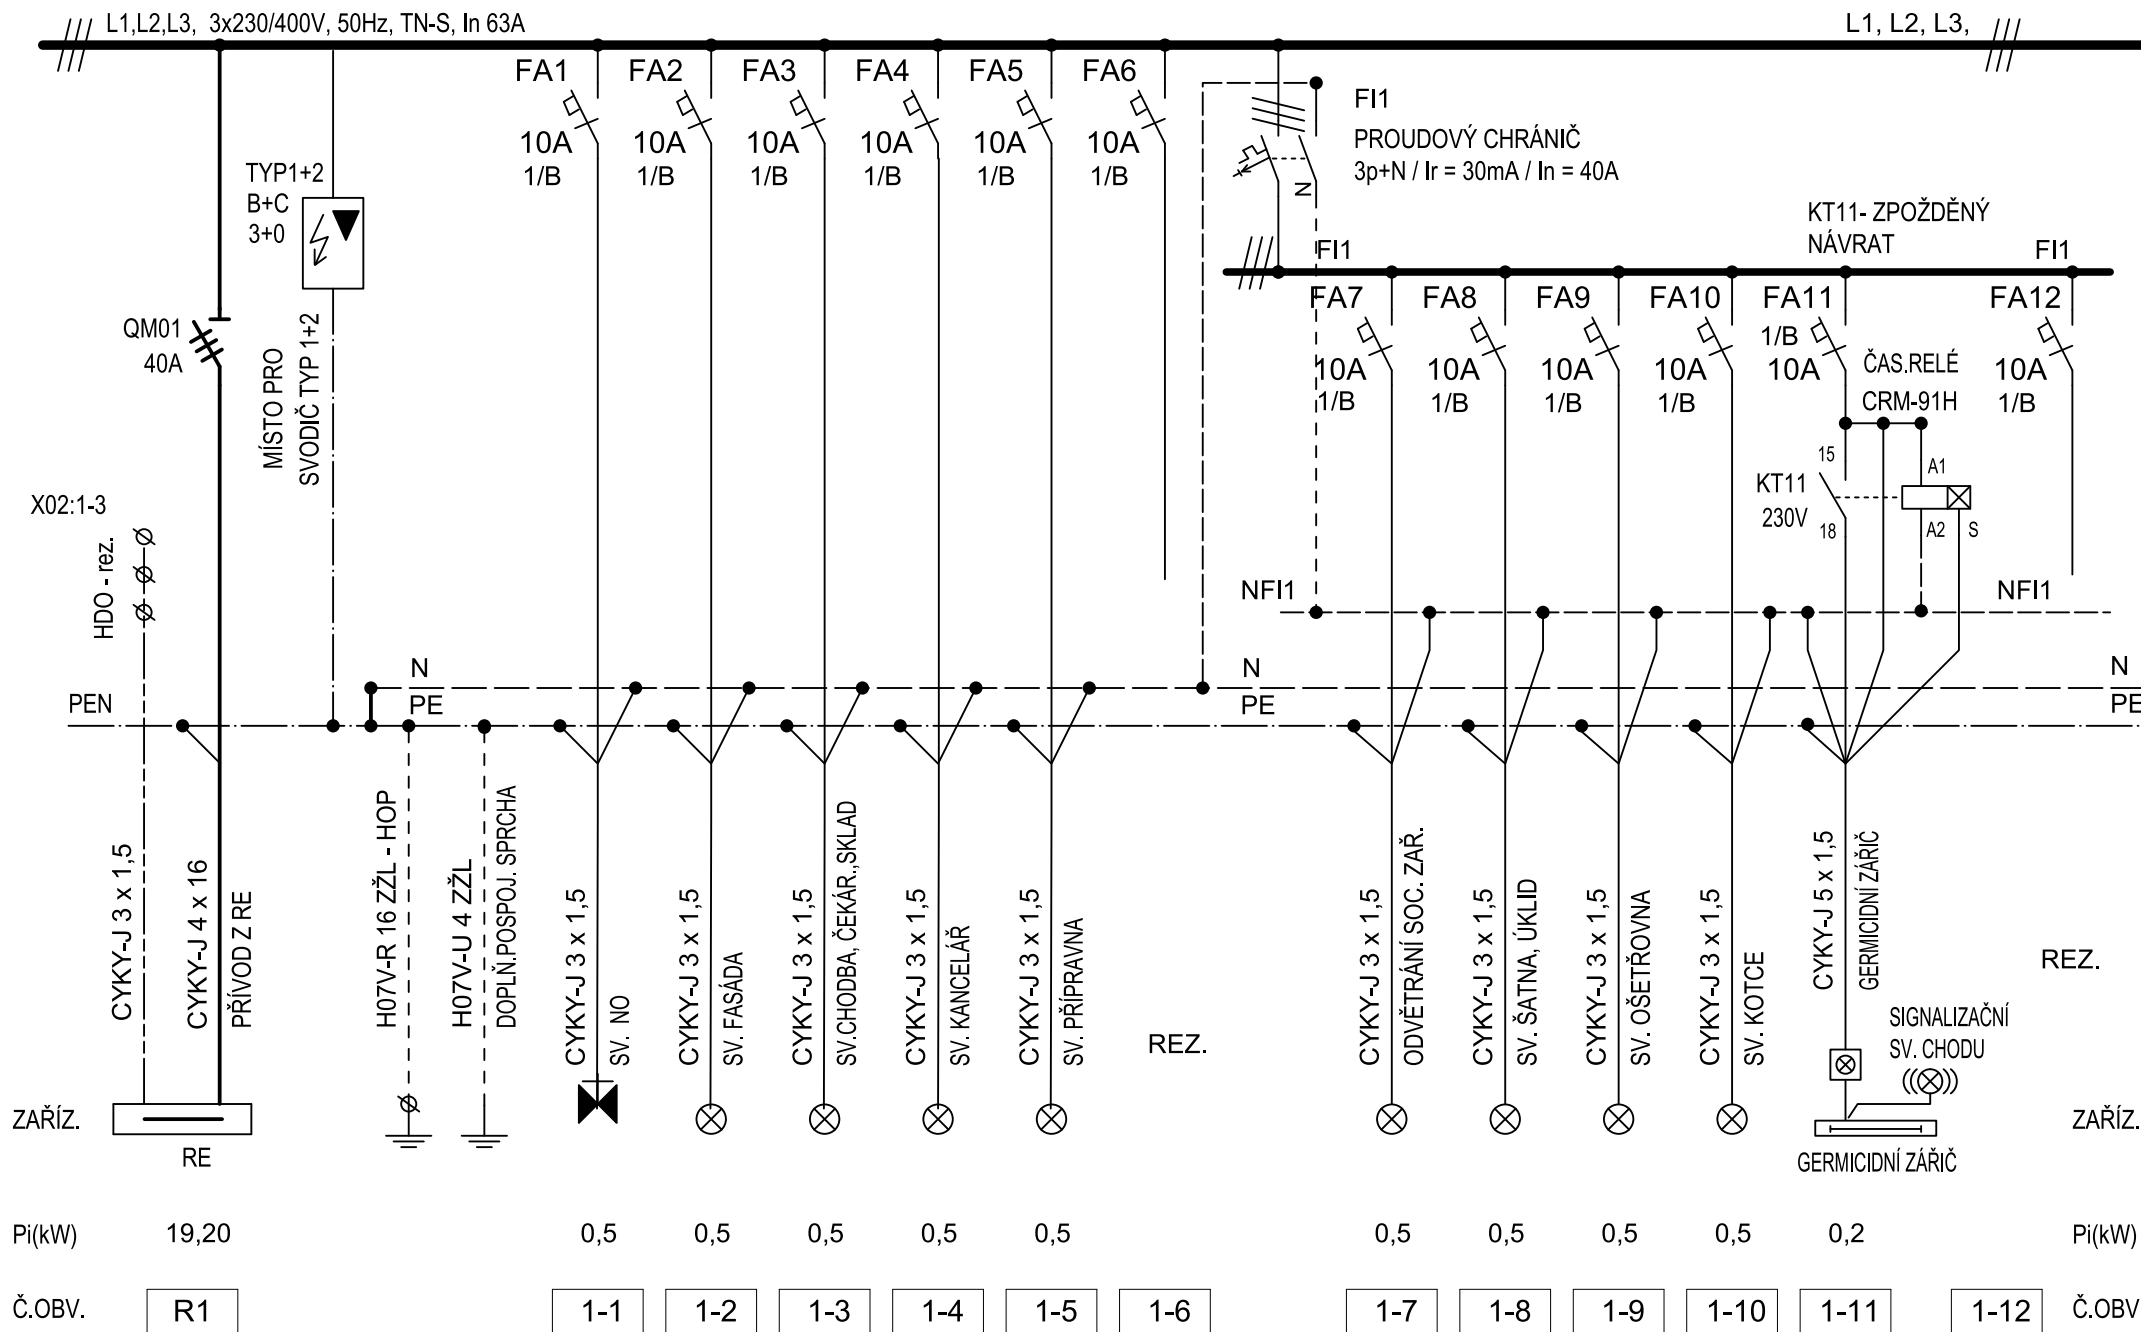 L1,L2,L3, 3x230/400V, 50Hz, TN-S, In 63A
L1, L2, L3,
FA1
FA2
FA3
FA4
FA5
FA6
10A
10A
10A
10A
10A
10A
1/B
1/B
1/B
1/B
1/B
1/B
FI1
PROUDOVÝ CHRÁNIČ
3p+N / Ir = 30mA / In = 40A
N
TYP1+2
B+C
3+0
KT11- ZPOŽDĚNÝ
NÁVRAT
FI1
FI1
QM01
40A
MÍSTO PRO
SVODIČ TYP 1+2
FA7
FA8
FA9
FA10
FA11
FA12
1/B
10A
10A
10A
10A
10A
10A
1/B
1/B
1/B
1/B
1/B
ČAS.RELÉ
CRM-91H
15
A1
KT11
230V
18
A2
S
X02:1-3
HDO - rez.
NFI1
NFI1
N
N
N
PEN
PE
PE
PE
CYKY-J 3 x 1,5
CYKY-J 4 x 16
PŘÍVOD Z RE
H07V-R 16 ZŽL - HOP
H07V-U 4 ZŽL
DOPLŇ.POSPOJ. SPRCHA
CYKY-J 3 x 1,5
SV. NO
CYKY-J 3 x 1,5
SV. FASÁDA
CYKY-J 3 x 1,5
SV.CHODBA, ČEKÁR.,SKLAD
CYKY-J 3 x 1,5
SV. KANCELÁŘ
CYKY-J 3 x 1,5
SV. PŘÍPRAVNA
REZ.
CYKY-J 3 x 1,5
ODVĚTRÁNÍ SOC. ZAŘ.
CYKY-J 3 x 1,5
SV. ŠATNA, ÚKLID
CYKY-J 3 x 1,5
SV. OŠETŘOVNA
CYKY-J 3 x 1,5
SV. KOTCE
CYKY-J 5 x 1,5
GERMICIDNÍ ZÁŘIČ
REZ.
SIGNALIZAČNÍ
SV. CHODU
ZAŘÍZ.
RE
GERMICIDNÍ ZÁŘIČ
ZAŘÍZ.
Pi(kW)
19,20
0,5
0,5
0,5
0,5
0,5
0,5
0,5
0,5
0,5
0,2
Pi(kW)
Č.OBV.
R1
1-1
1-2
1-3
1-4
1-5
1-6
1-7
1-8
1-9
1-10
1-11
1-12
Č.OBV